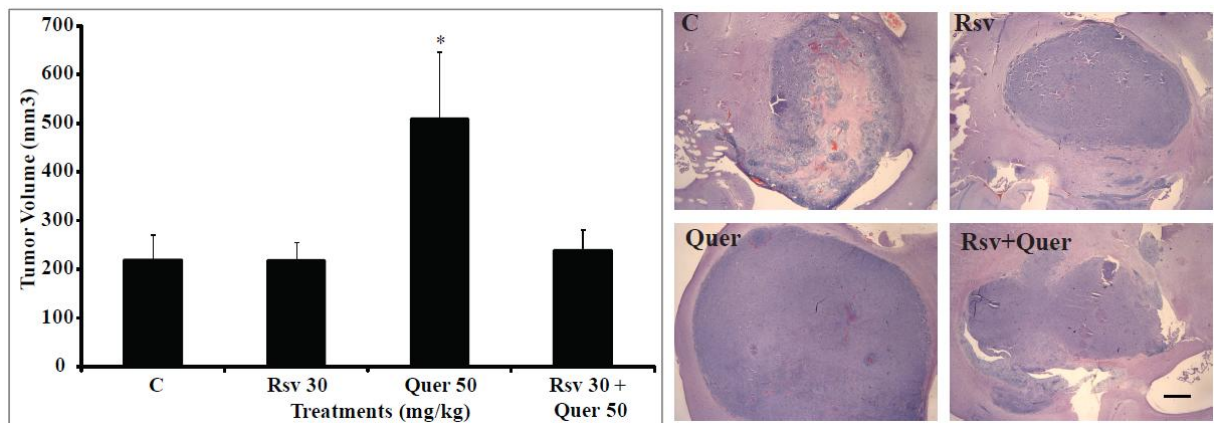 700
600
500
400
300
200
100
0
Tumor Volume (mm3)
*
C
Rsv 30
Quer 50
Rsv 30 +
Quer 50
Treatments (mg/kg)
C
Rsv
Quer
Rsv+Quer